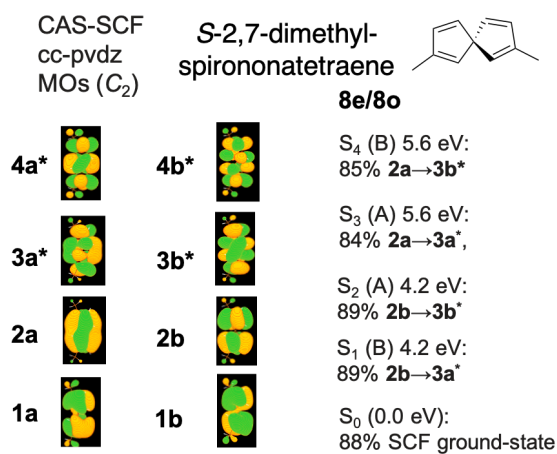 CAS-SCF
cc-pvdz
MOs (C₂)
S-2,7-dimethyl-
spirononatetraene
8e/8o
4a*
4b*
S₄ (B) 5.6 eV:
85% 2a→3b*
3a*
3b*
S₃ (A) 5.6 eV:
84% 2a→3a*,
2a
2b
S₂ (A) 4.2 eV:
89% 2b→3b*
S₁ (B) 4.2 eV:
89% 2b→3a*
1a
1b
S₀ (0.0 eV):
88% SCF ground-state